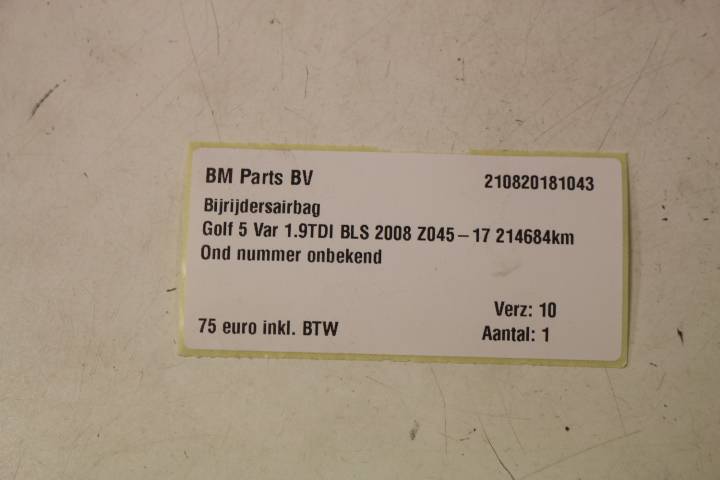 BM Parts BV 210820181043
Bijrijdersairbag
Golf 5 Var 1.9TDI BLS 2008 Z045-17 214684km
Ond nummer onbekend
Verz: 10
75 euro inkl. BTW Aantal: 1